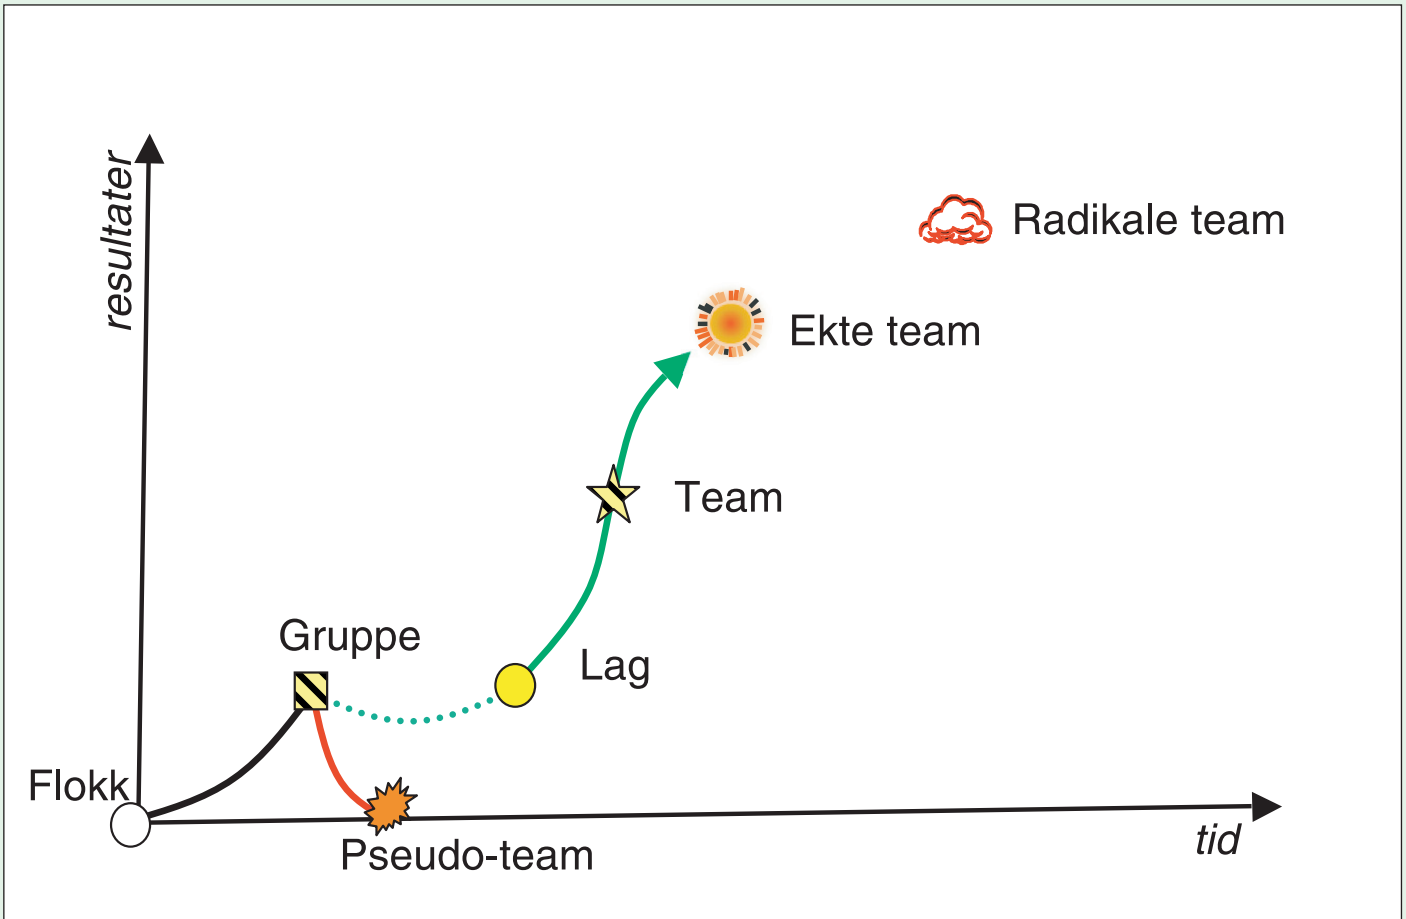 resultater
Radikale team
Ekte team
Team
Gruppe
Lag
Flokk
tid
Pseudo-team